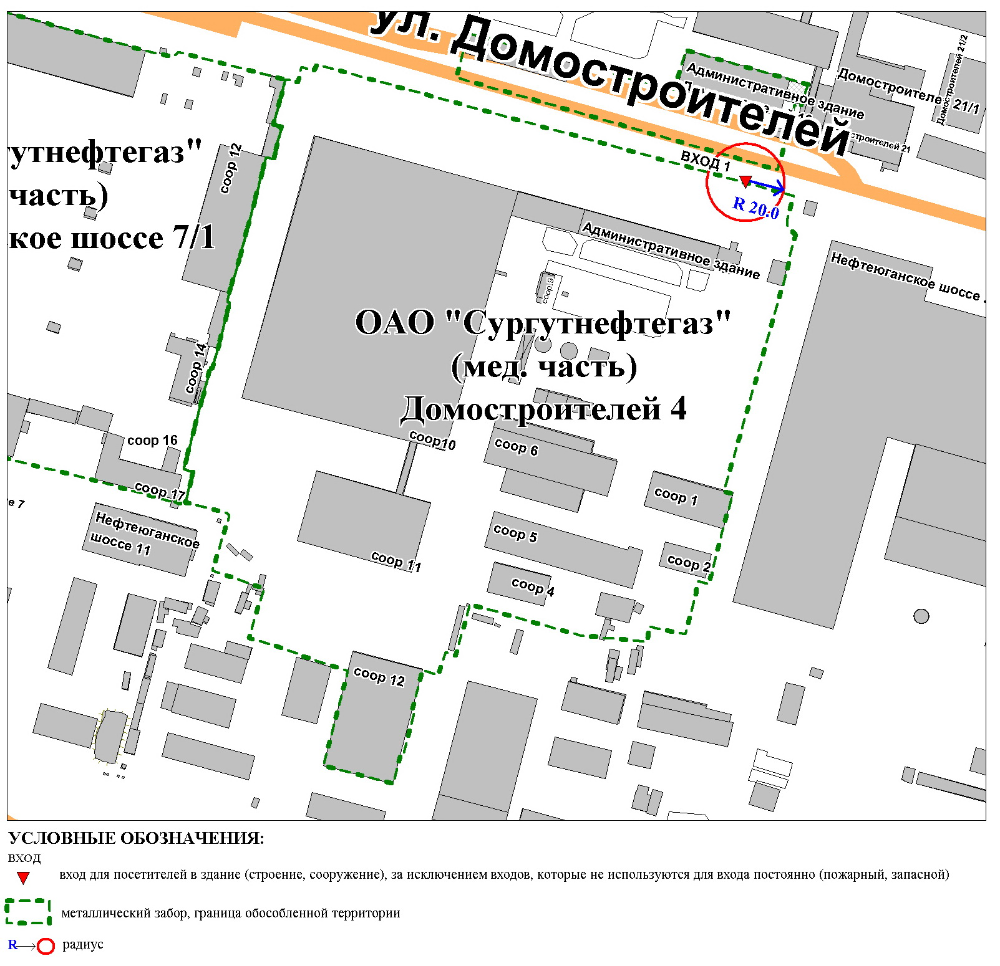 ул. Домостроителей
Административное здание
Домостроителе 21/1
Домостроителей 21/2
строителей 21
ВХОД 1
R 20.0
гутнефтегаз"
часть)
кое шоссе 7/1
соор 12
Административное здание
Нефтеюганское шоссе
соор.9
ОАО "Сургутнефтегаз"
(мед. часть)
Домостроителей 4
соор 14
соор 16
соор10
соор 6
соор 17
соор 1
е 7
Нефтеюганское
шоссе 11
соор 5
соор 11
соор 2
соор 4
соор 12
УСЛОВНЫЕ ОБОЗНАЧЕНИЯ:
ВХОД
вход для посетителей в здание (строение, сооружение), за исключением входов, которые не используются для входа постоянно (пожарный, запасной)
металлический забор, граница обособленной территории
R
радиус